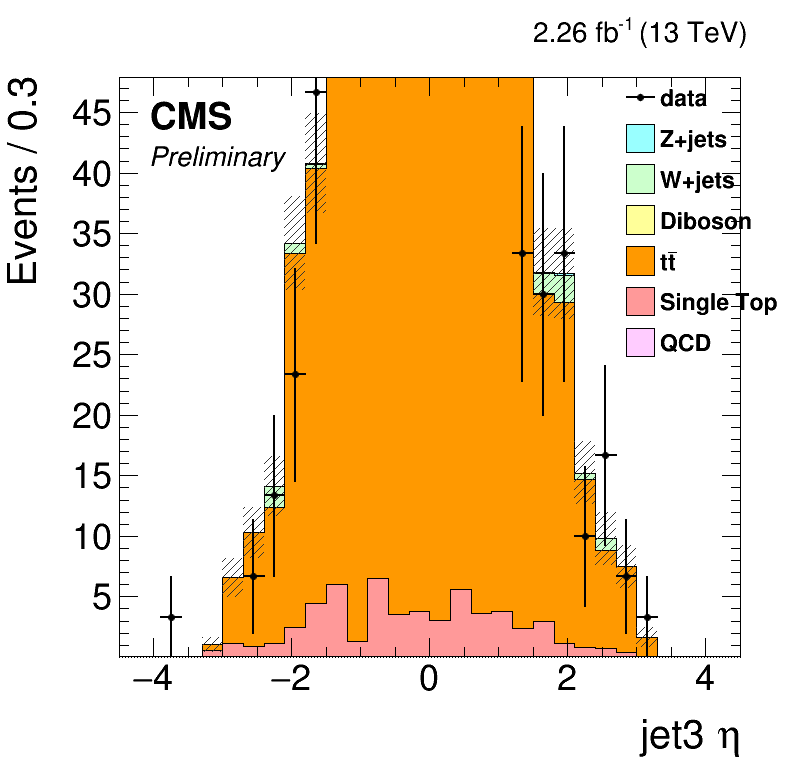 2.26 fb-1 (13 TeV)
Events / 0.3
CMS
Preliminary
data
Z+jets
W+jets
Diboson
tt̄
Single Top
QCD
45
40
35
30
25
20
15
10
5
−4 −2 0 2 4
jet3 η